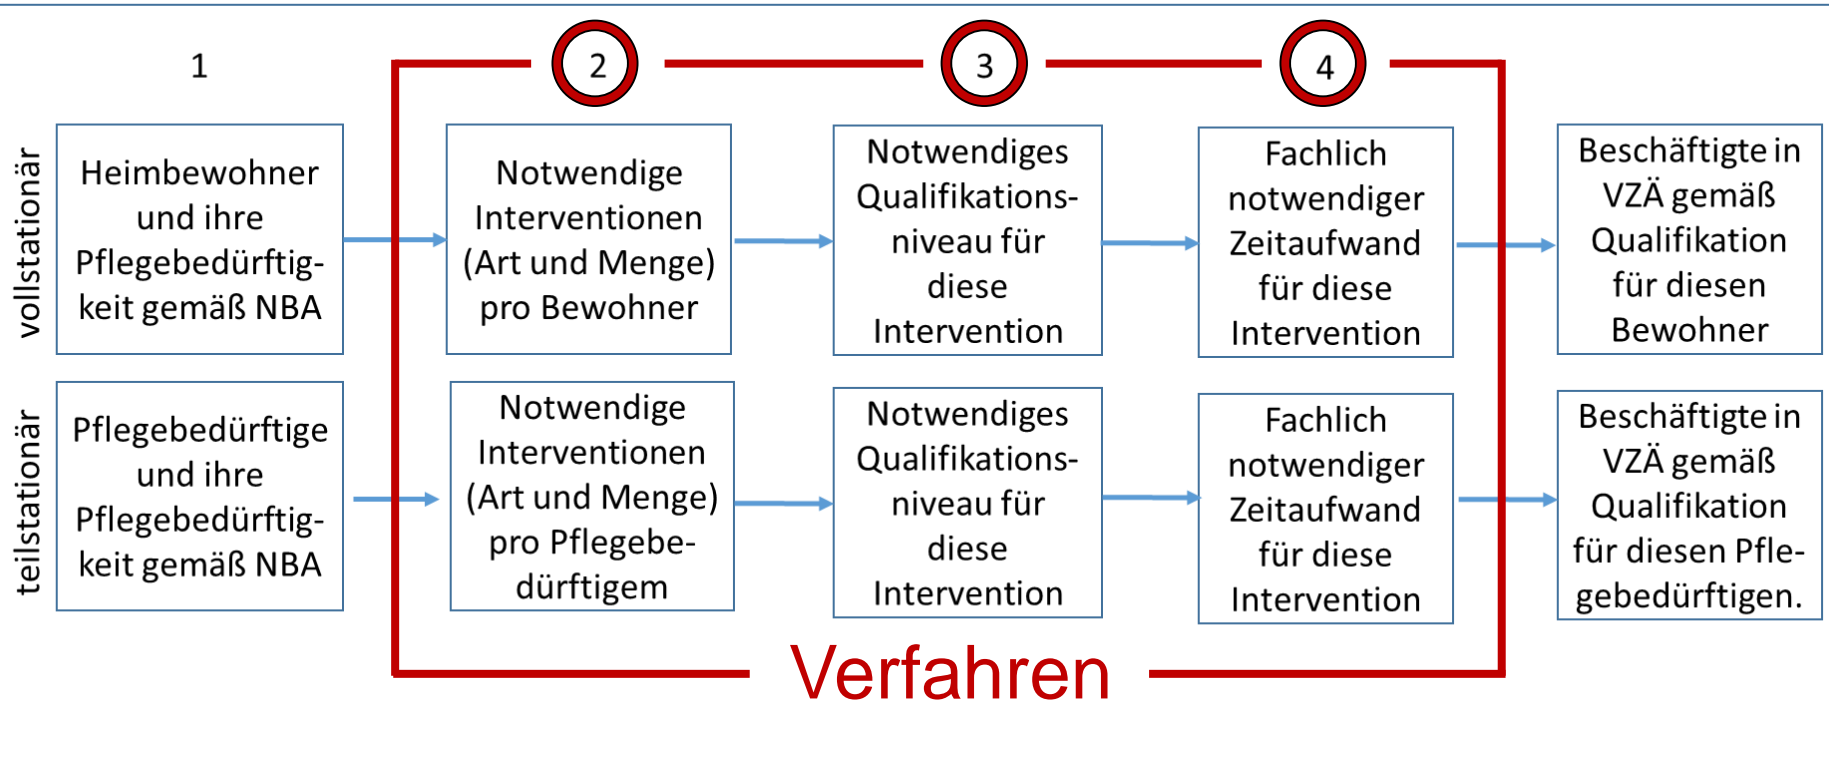 1
2
3
4
vollstationär
Heimbewohner
und ihre
Pflegebedürftig-
keit gemäß NBA
Notwendige
Interventionen
(Art und Menge)
pro Bewohner
Notwendiges
Qualifikations-
niveau für
diese
Intervention
Fachlich
notwendiger
Zeitaufwand
für diese
Intervention
Beschäftigte in
VZÄ gemäß
Qualifikation
für diesen
Bewohner
teilstationär
Pflegebedürftige
und ihre
Pflegebedürftig-
keit gemäß NBA
Notwendige
Interventionen
(Art und Menge)
pro Pflegebe-
dürftigem
Notwendiges
Qualifikations-
niveau für
diese
Intervention
Fachlich
notwendiger
Zeitaufwand
für diese
Intervention
Beschäftigte in
VZÄ gemäß
Qualifikation
für diesen Pfle-
gebedürftigen.
Verfahren